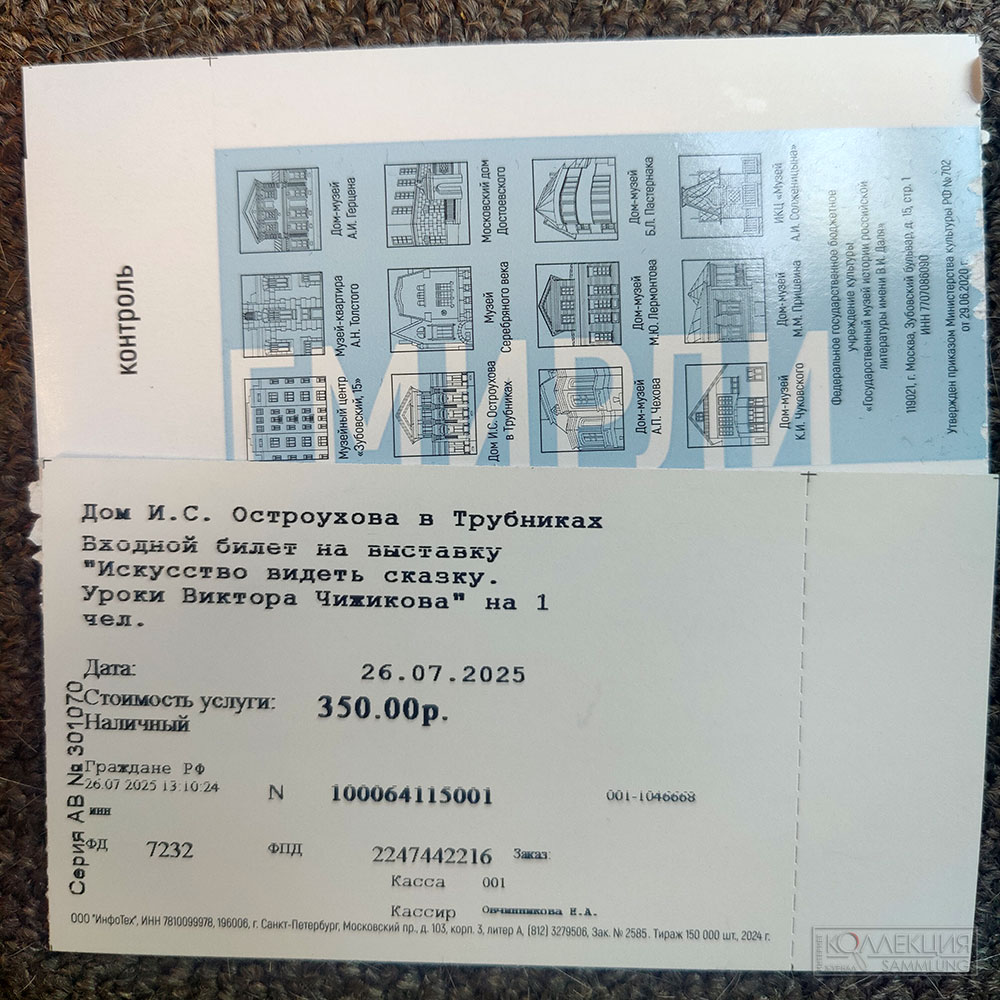 контроль
Дом-музей
А.И. Герцена
Московский дом
Достоевского
Дом-музей
Б.Л. Пастернака
ИКЦ «Музей
А.И. Солженицына»
Музей-квартира
А.Н. Толстого
Музей
Серебряного века
Дом-музей
М.Ю. Лермонтова
Дом-музей
М.М. Пришвина
Музейный центр
«Зубовский, 15»
Дом И.С. Остроухова
в Трубниках
Дом-музей
А.П. Чехова
Дом-музей
К.И. Чуковского
ГМИРЛИ
Федеральное государственное бюджетное
учреждение культуры
«Государственный музей истории российской
литературы имени В.И. Даля»
119021, г. Москва, Зубовский бульвар, д. 15, стр. 1
ИНН 7707086090
Утвержден приказом Министерства культуры РФ № 702
от 29.06.2020 г.
Дом И.С. Остроухова в Трубниках
Входной билет на выставку
"Искусство видеть сказку.
Уроки Виктора Чижикова" на 1
чел.
Дата: 26.07.2025
Стоимость услуги: 350.00р.
Наличный
Граждане РФ
26.07 2025 13:10:24 N 100064115001 001-1046668
ИНН
ФД 7232 ФПД 2247442216 Заказ:
Касса 001
Кассир Овчинникова Н.А.
Серия АВ № 301070
ООО "ИнфоТех", ИНН 7810099978, 196006, г. Санкт-Петербург, Московский пр., д. 103, корп. 3, литер А, (812) 3279506, Зак. № 2585. Тираж 150 000 шт., 2024 г.
КОЛЛЕКЦИЯ
SAMMLUNG